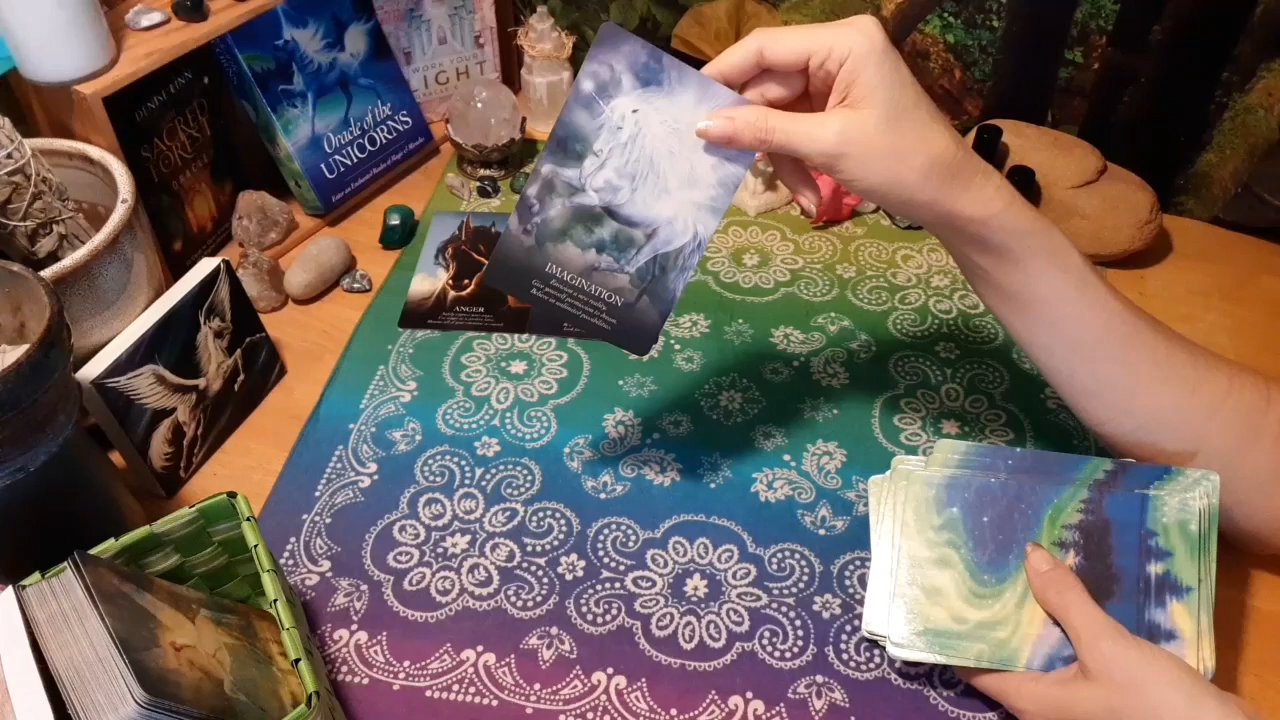 DENISE LINN
SACRED
FOREST
ORACLE
Oracle of the
UNICORNS
Enter an Enchanted Realm of Magic & Miracles
WORK YOUR
LIGHT
IMAGINATION
Envision a new reality.
Give yourself permission to dream.
Believe in unlimited possibilities.
ANGER